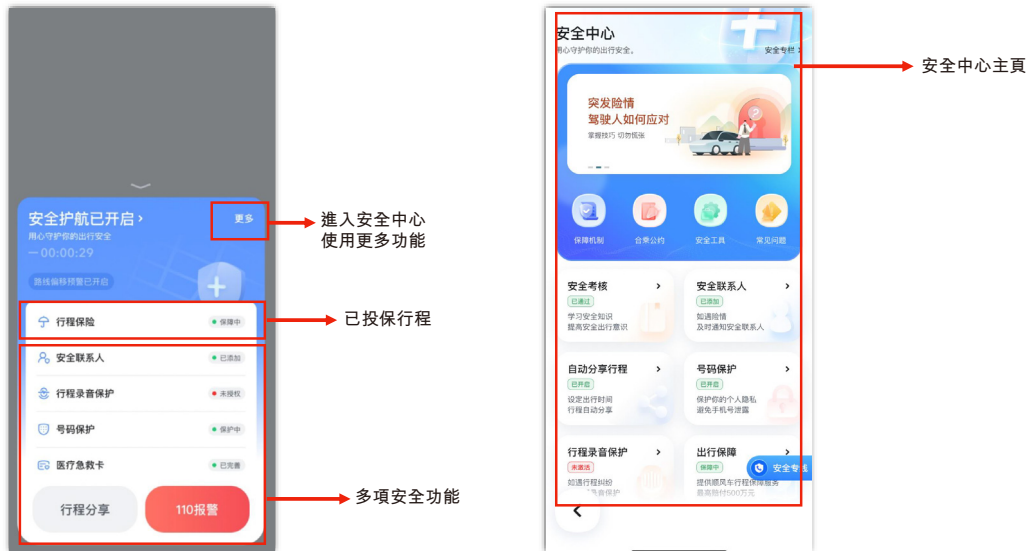 安全护航已开启 ›
更多
用心守护你的出行安全
— 00:00:29
路线偏移预警已开启
行程保险
保障中
安全联系人
已添加
行程录音保护
未授权
号码保护
保护中
医疗急救卡
已完善
行程分享
110报警
進入安全中心
使用更多功能
已投保行程
多項安全功能
安全中心
用心守护你的出行安全。
安全专栏 ›
突发险情
驾驶人如何应对
掌握技巧 切勿慌张
保障机制
合乘公约
安全工具
常见问题
安全考核 ›
已通过
学习安全知识
提高安全出行意识
安全联系人 ›
已添加
如遇险情
及时通知安全联系人
自动分享行程 ›
已开启
设定出行时间
行程自动分享
号码保护 ›
已开启
保护你的个人隐私
避免手机号泄露
行程录音保护 ›
未激活
如遇行程纠纷
录音保护
出行保障 ›
保障中
提供顺风车行程保障服务
最高赔付500万元
安全专线
安全中心主頁